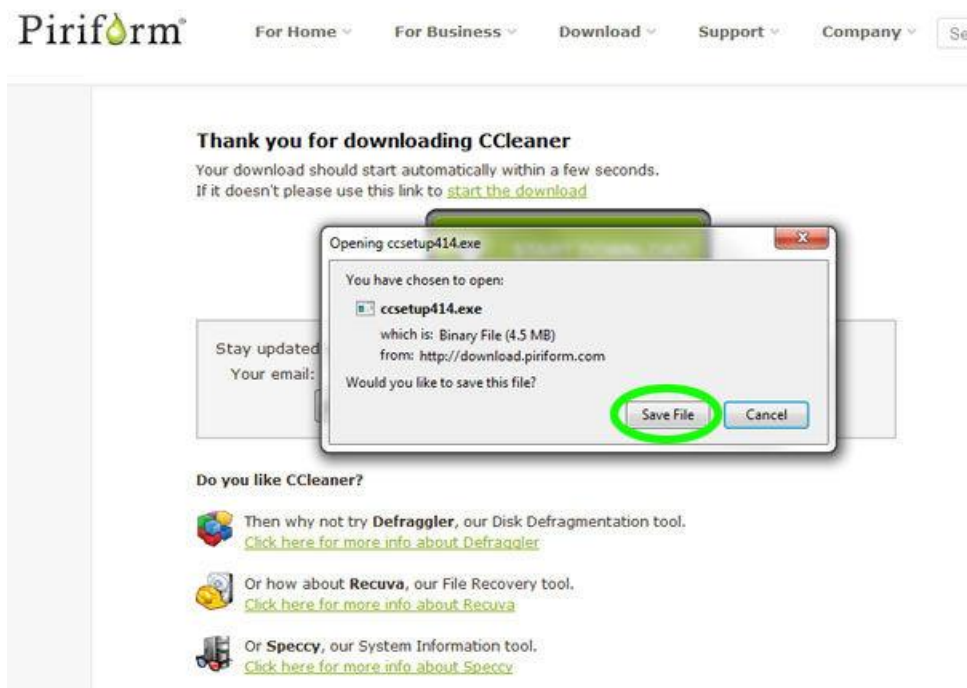 Piriform
For Home For Business Download Support Company Se
Thank you for downloading CCleaner
Your download should start automatically within a few seconds.
If it doesn't please use this link to start the download
Opening ccsetup414.exe
You have chosen to open:
ccsetup414.exe
which is: Binary File (4.5 MB)
from: http://download.piriform.com
Would you like to save this file?
Save File Cancel
Stay updated
Your email:
Do you like CCleaner?
Then why not try Defraggler, our Disk Defragmentation tool.
Click here for more info about Defraggler
Or how about Recuva, our File Recovery tool.
Click here for more info about Recuva
Or Speccy, our System Information tool.
Click here for more info about Speccy